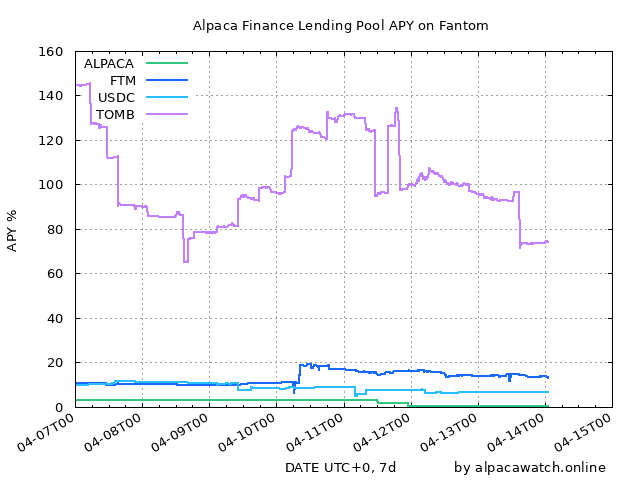 Alpaca Finance Lending Pool APY on Fantom
160
140
120
100
80
60
40
20
0
APY %
ALPACA
FTM
USDC
TOMB
04-07T00
04-08T00
04-09T00
04-10T00
04-11T00
04-12T00
04-13T00
04-14T00
04-15T00
DATE UTC+0, 7d
by alpacawatch.online